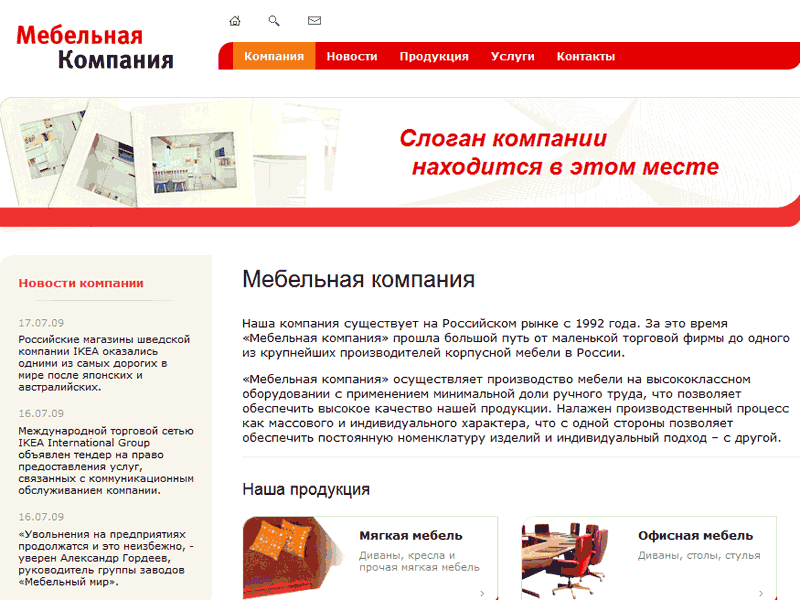 Мебельная
Компания
Компания Новости Продукция Услуги Контакты
Слоган компании
находится в этом месте
Новости компании
17.07.09
Российские магазины шведской
компании IKEA оказались
одними из самых дорогих в
мире после японских и
австралийских.
16.07.09
Международной торговой сетью
IKEA International Group
объявлен тендер на право
предоставления услуг,
связанных с коммуникационным
обслуживанием компании.
16.07.09
«Увольнения на предприятиях
продолжатся и это неизбежно, -
уверен Александр Гордеев,
руководитель группы заводов
«Мебельный мир».
Мебельная компания
Наша компания существует на Российском рынке с 1992 года. За это время
«Мебельная компания» прошла большой путь от маленькой торговой фирмы до одного
из крупнейших производителей корпусной мебели в России.
«Мебельная компания» осуществляет производство мебели на высококлассном
оборудовании с применением минимальной доли ручного труда, что позволяет
обеспечить высокое качество нашей продукции. Налажен производственный процесс
как массового и индивидуального характера, что с одной стороны позволяет
обеспечить постоянную номенклатуру изделий и индивидуальный подход – с другой.
Наша продукция
Мягкая мебель
Диваны, кресла и
прочая мягкая мебель
Офисная мебель
Диваны, столы, стулья